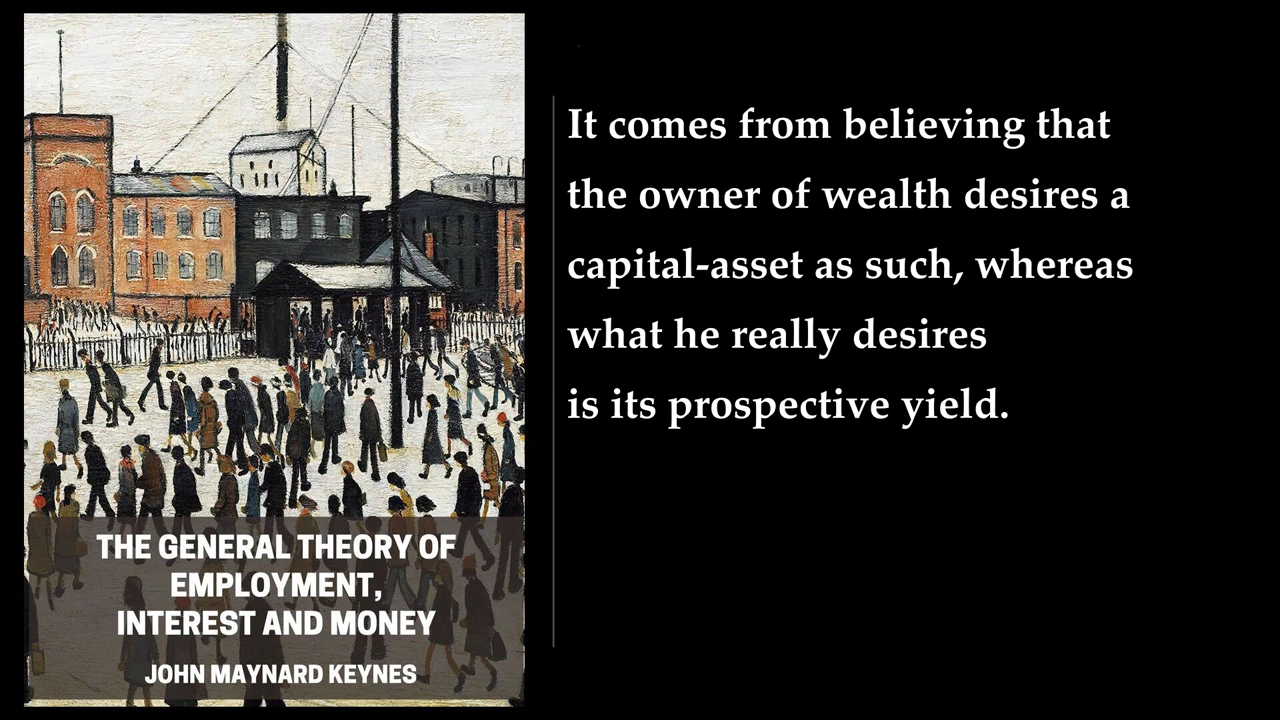 THE GENERAL THEORY OF
EMPLOYMENT,
INTEREST AND MONEY
JOHN MAYNARD KEYNES
It comes from believing that
the owner of wealth desires a
capital-asset as such, whereas
what he really desires
is its prospective yield.